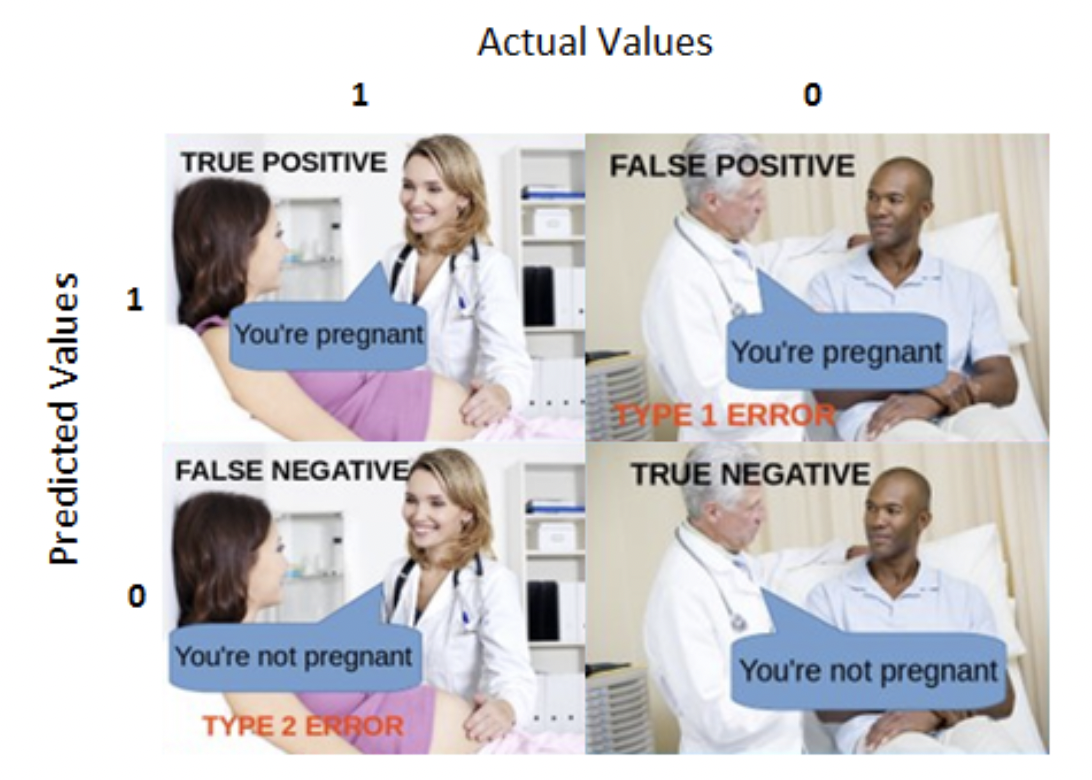 Actual Values
1 0
TRUE POSITIVE
FALSE POSITIVE
Predicted Values
1
You're pregnant
You're pregnant
TYPE 1 ERROR
FALSE NEGATIVE
TRUE NEGATIVE
0
You're not pregnant
You're not pregnant
TYPE 2 ERROR